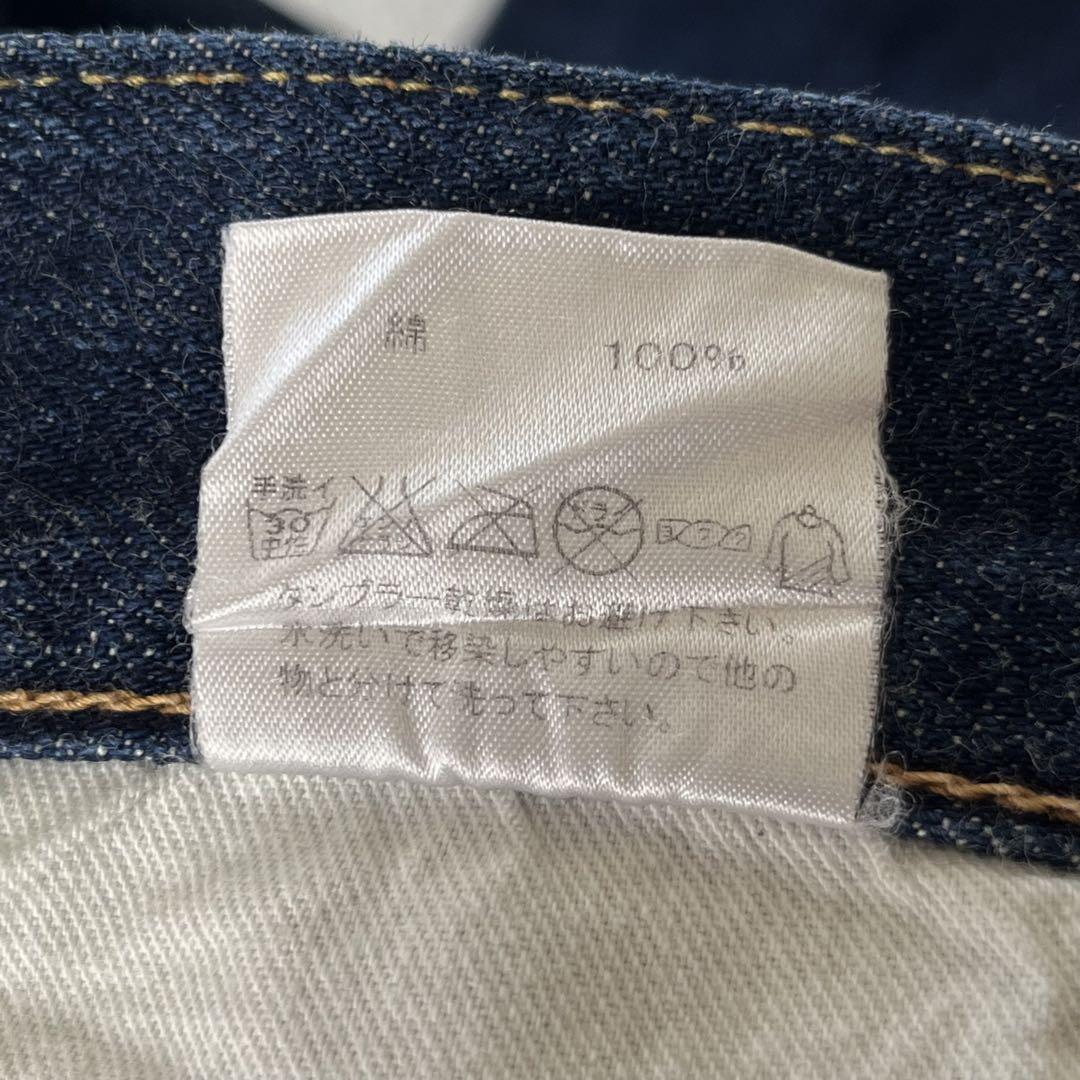 綿 100%
手洗イ
30
中性
タンブラー乾燥はお避け下さい。
水洗いで移染しやすいので他の
物と分けて洗って下さい。